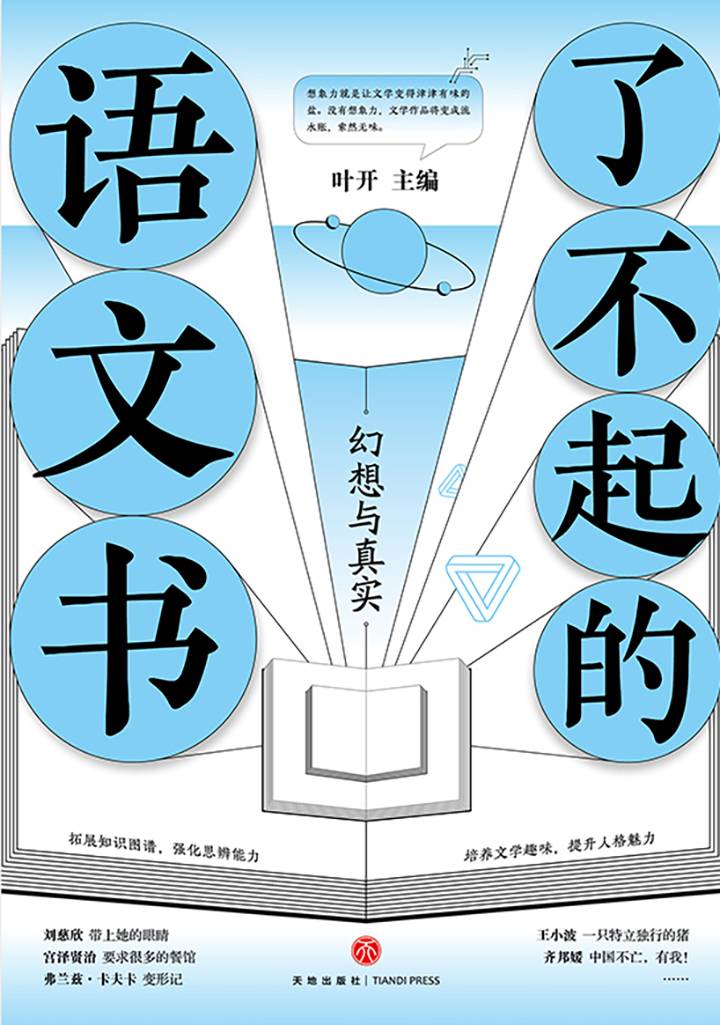 了不起的
语文书
想象力就是让文学变得津津有味的
盐。没有想象力，文学作品将变成流
水账，索然无味。
叶开 主编
幻想与真实
拓展知识图谱，强化思辨能力
培养文学趣味，提升人格魅力
刘慈欣 带上她的眼睛
宫泽贤治 要求很多的餐馆
弗兰兹·卡夫卡 变形记
天地出版社｜TIANDI PRESS
王小波 一只特立独行的猪
齐邦媛 中国不亡，有我！
……